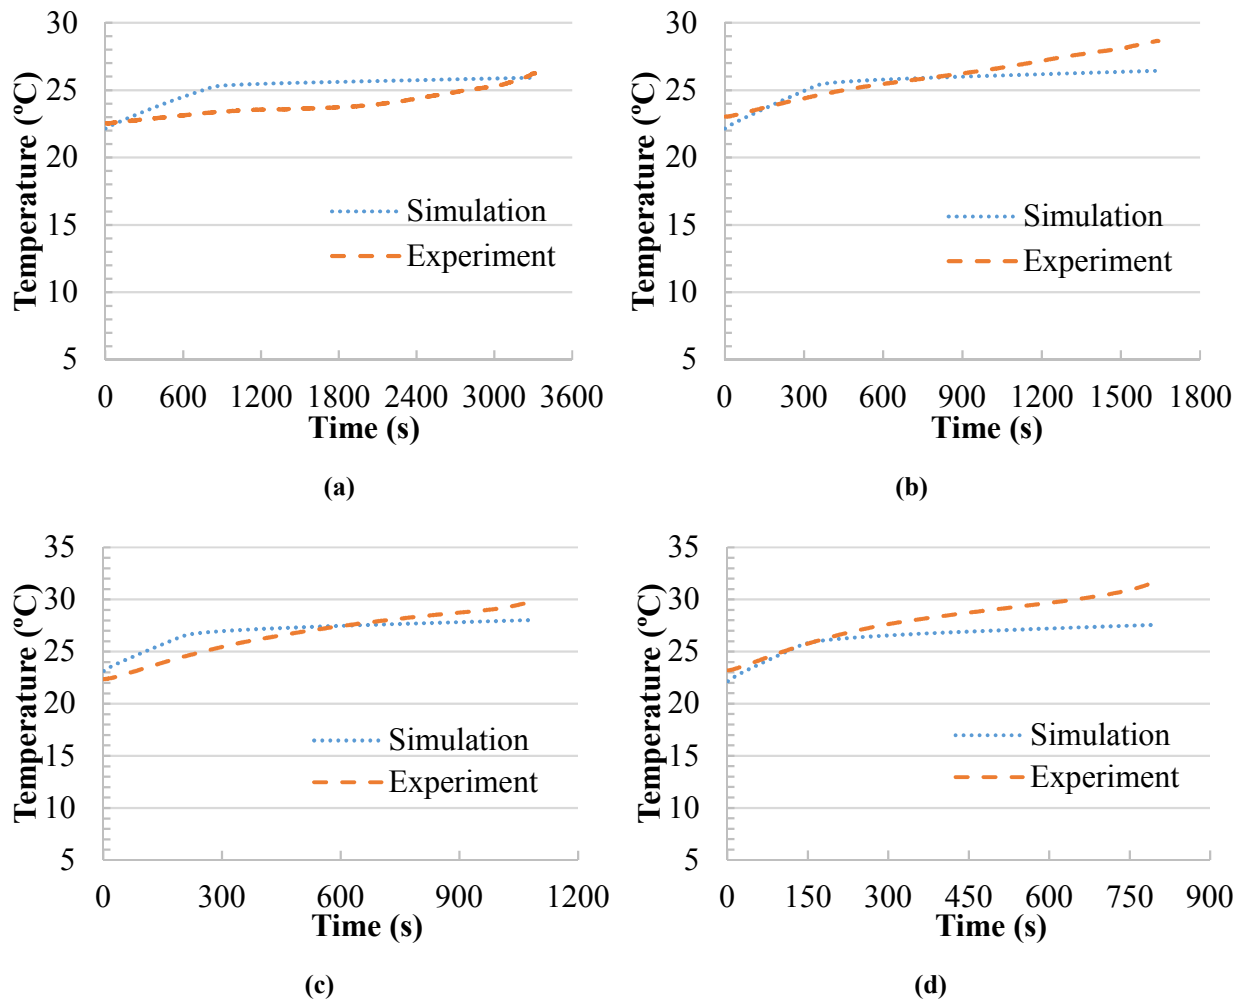 30
25
20
15
10
5
Temperature (ºC)
Simulation
Experiment
0 600 1200 1800 2400 3000 3600
Time (s)
(a)
30
25
20
15
10
5
Temperature (ºC)
Simulation
Experiment
0 300 600 900 1200 1500 1800
Time (s)
(b)
35
30
25
20
15
10
5
Temperature (ºC)
Simulation
Experiment
0 300 600 900 1200
Time (s)
(c)
35
30
25
20
15
10
5
Temperature (ºC)
Simulation
Experiment
0 150 300 450 600 750 900
Time (s)
(d)